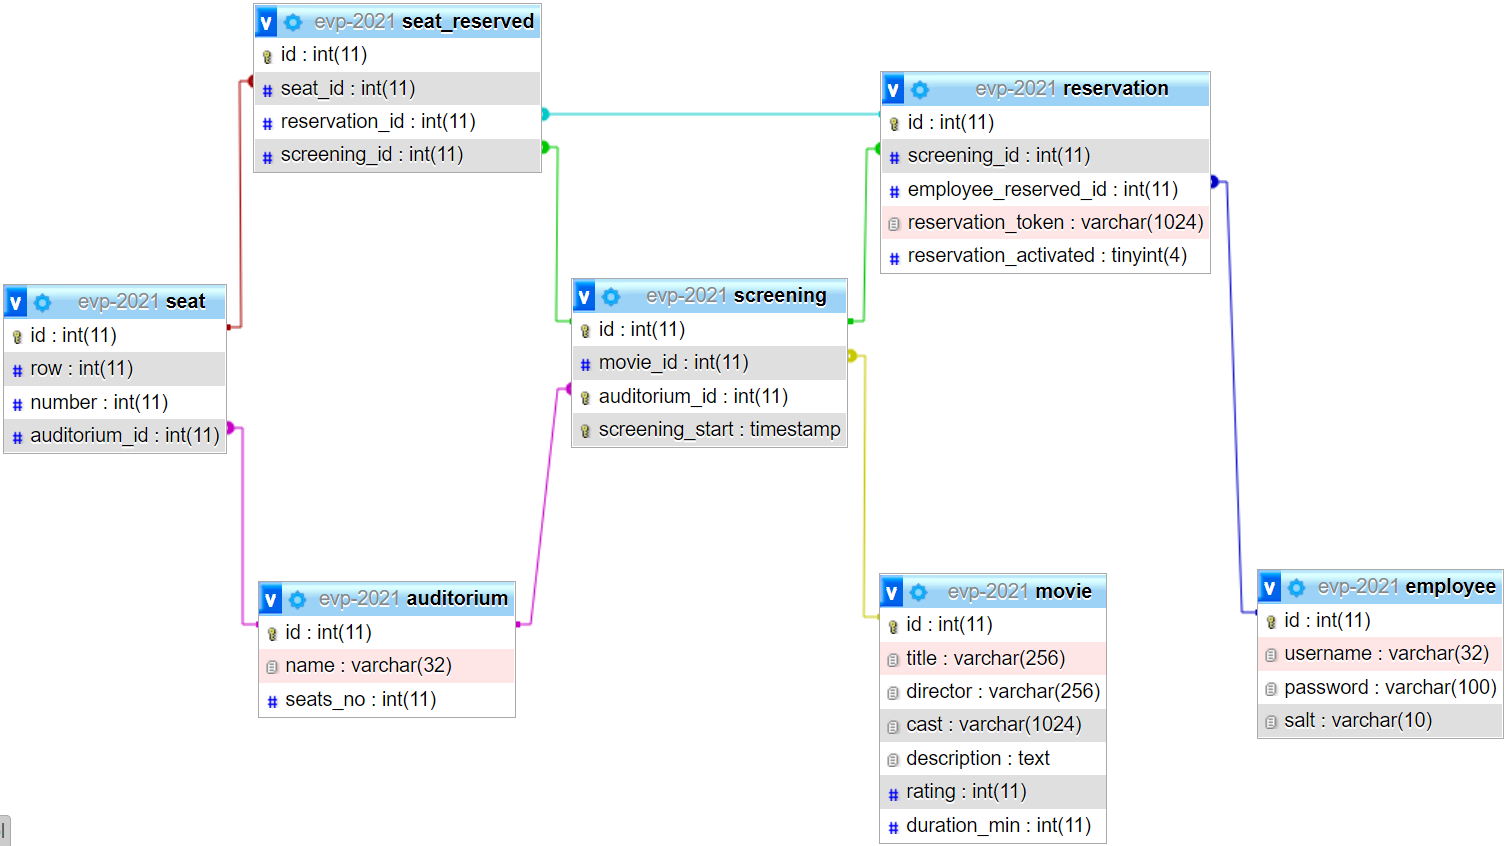 v evp-2021 seat_reserved
id : int(11)
# seat_id : int(11)
# reservation_id : int(11)
# screening_id : int(11)
v evp-2021 reservation
id : int(11)
# screening_id : int(11)
# employee_reserved_id : int(11)
reservation_token : varchar(1024)
# reservation_activated : tinyint(4)
v evp-2021 seat
id : int(11)
# row : int(11)
# number : int(11)
# auditorium_id : int(11)
v evp-2021 screening
id : int(11)
# movie_id : int(11)
auditorium_id : int(11)
screening_start : timestamp
v evp-2021 auditorium
id : int(11)
name : varchar(32)
# seats_no : int(11)
v evp-2021 movie
id : int(11)
title : varchar(256)
director : varchar(256)
cast : varchar(1024)
description : text
# rating : int(11)
# duration_min : int(11)
v evp-2021 employee
id : int(11)
username : varchar(32)
password : varchar(100)
salt : varchar(10)